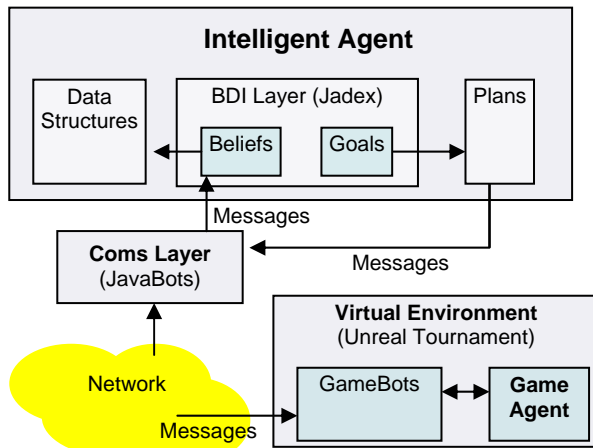 Intelligent Agent
Data
Structures
BDI Layer (Jadex)
Beliefs
Goals
Plans
Messages
Coms Layer
(JavaBots)
Messages
Virtual Environment
(Unreal Tournament)
Network
GameBots
Game
Agent
Messages